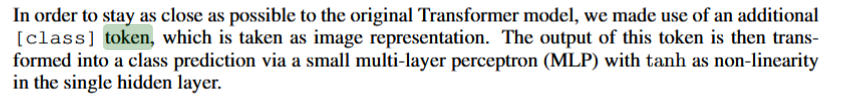 In order to stay as close as possible to the original Transformer model, we made use of an additional
[class] token, which is taken as image representation. The output of this token is then trans-
formed into a class prediction via a small multi-layer perceptron (MLP) with tanh as non-linearity
in the single hidden layer.